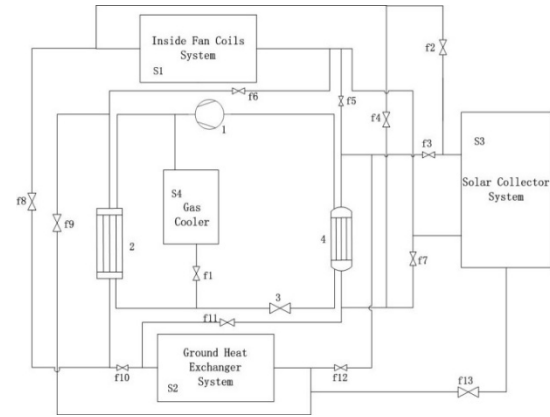 Inside Fan Coils
System
S1
f2
f6
f5
f4
1
f3
S3
Solar Collector
System
f8
f9
S4
Gas
Cooler
2
4
f1
f7
3
f11
Ground Heat
Exchanger
System
S2
f10
f12
f13